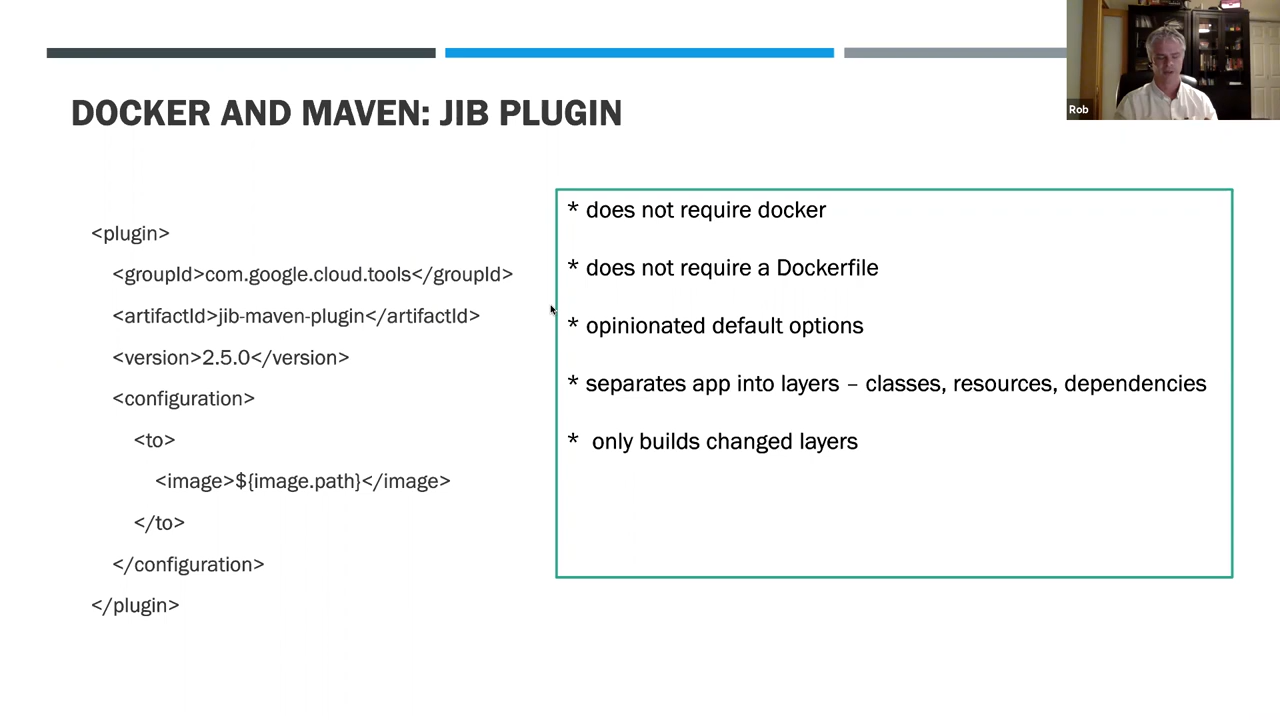 Rob
DOCKER AND MAVEN: JIB PLUGIN
<plugin>
<groupId>com.google.cloud.tools</groupId>
<artifactId>jib-maven-plugin</artifactId>
<version>2.5.0</version>
<configuration>
<to>
<image>${image.path}</image>
</to>
</configuration>
</plugin>
* does not require docker
* does not require a Dockerfile
* opinionated default options
* separates app into layers – classes, resources, dependencies
* only builds changed layers